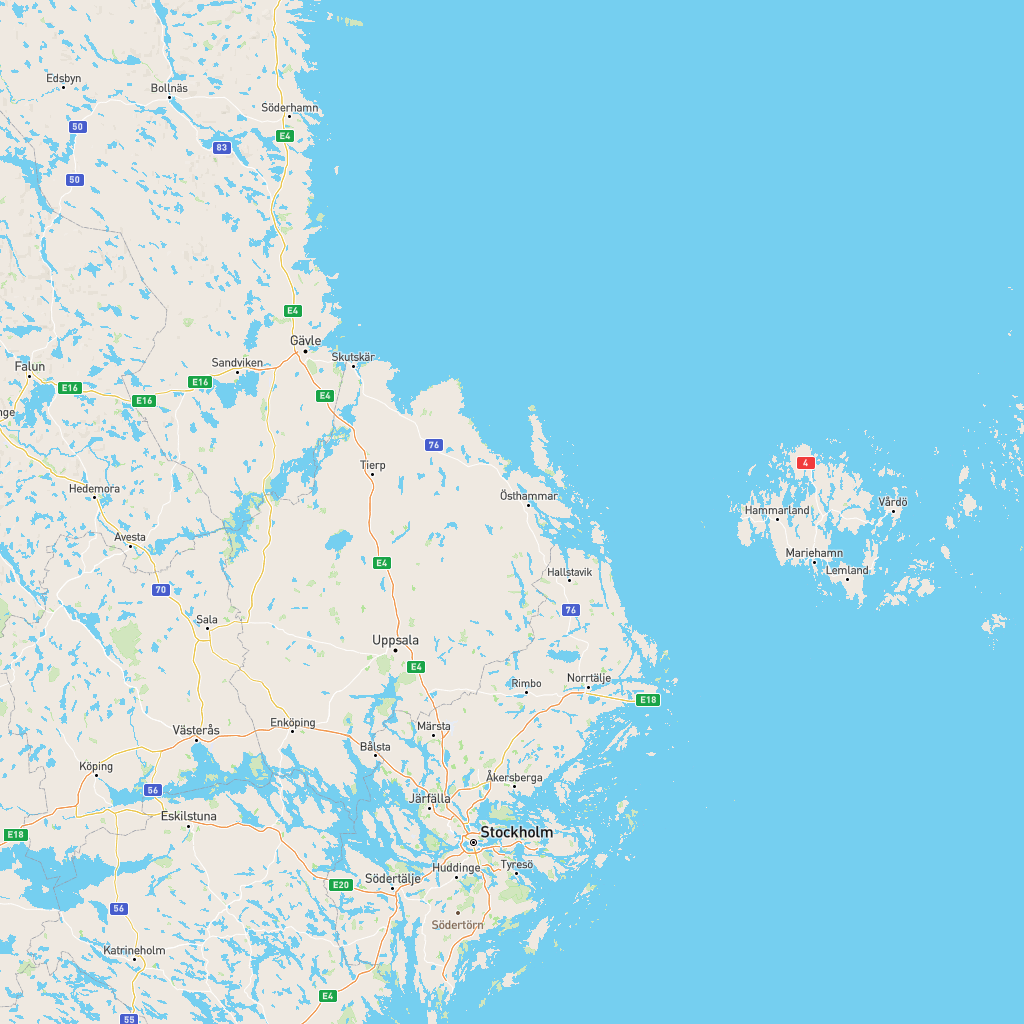 Edsbyn
Bollnäs
Söderhamn
50
E4
83
50
E4
Gävle
Skutskär
Sandviken
Falun
E16
E16
E4
E16
nge
76
4
Tierp
Hedemora
Östhammar
Vårdö
Hammarland
Avesta
Mariehamn
E4
Lemland
Hallstavik
70
76
Sala
Uppsala
E4
Rimbo
Norrtälje
E18
Enköping
Märsta
Västerås
Bålsta
Köping
Åkersberga
56
Järfälla
Eskilstuna
Stockholm
E18
Huddinge
Tyresö
Södertälje
E20
56
Södertörn
Katrineholm
E4
55